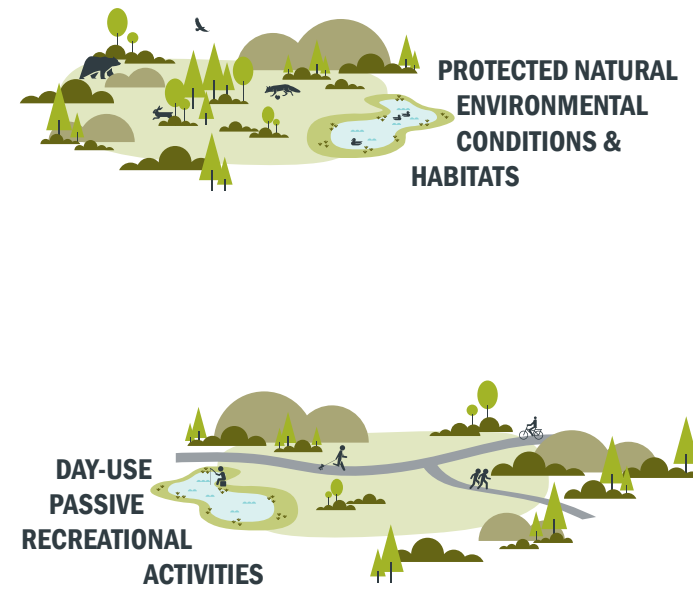 PROTECTED NATURAL
ENVIRONMENTAL
CONDITIONS &
HABITATS
DAY-USE
PASSIVE
RECREATIONAL
ACTIVITIES